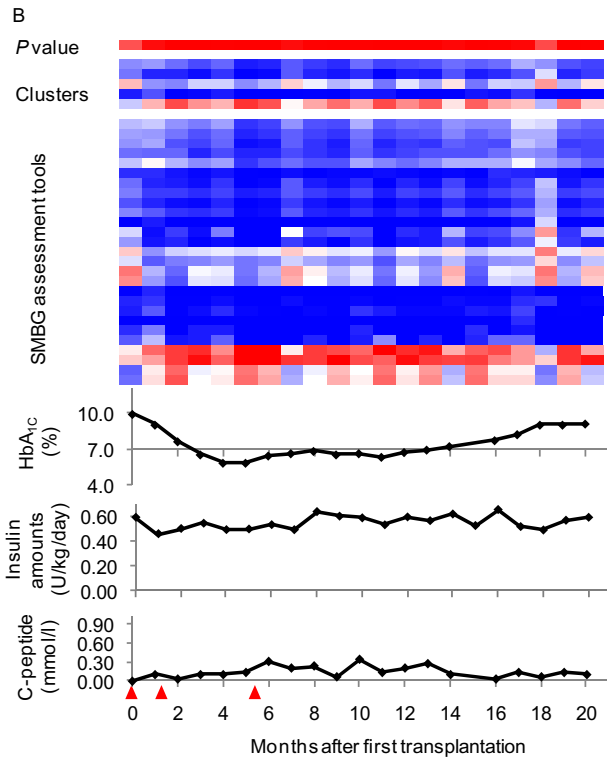 B
P value
Clusters
SMBG assessment tools
10.0
7.0
4.0
HbA1C
(%)
0.60
0.40
0.20
0.00
Insulin
amounts
(U/kg/day)
0.90
0.60
0.30
0.00
C-peptide
(mmol/l)
0 2 4 6 8 10 12 14 16 18 20
Months after first transplantation